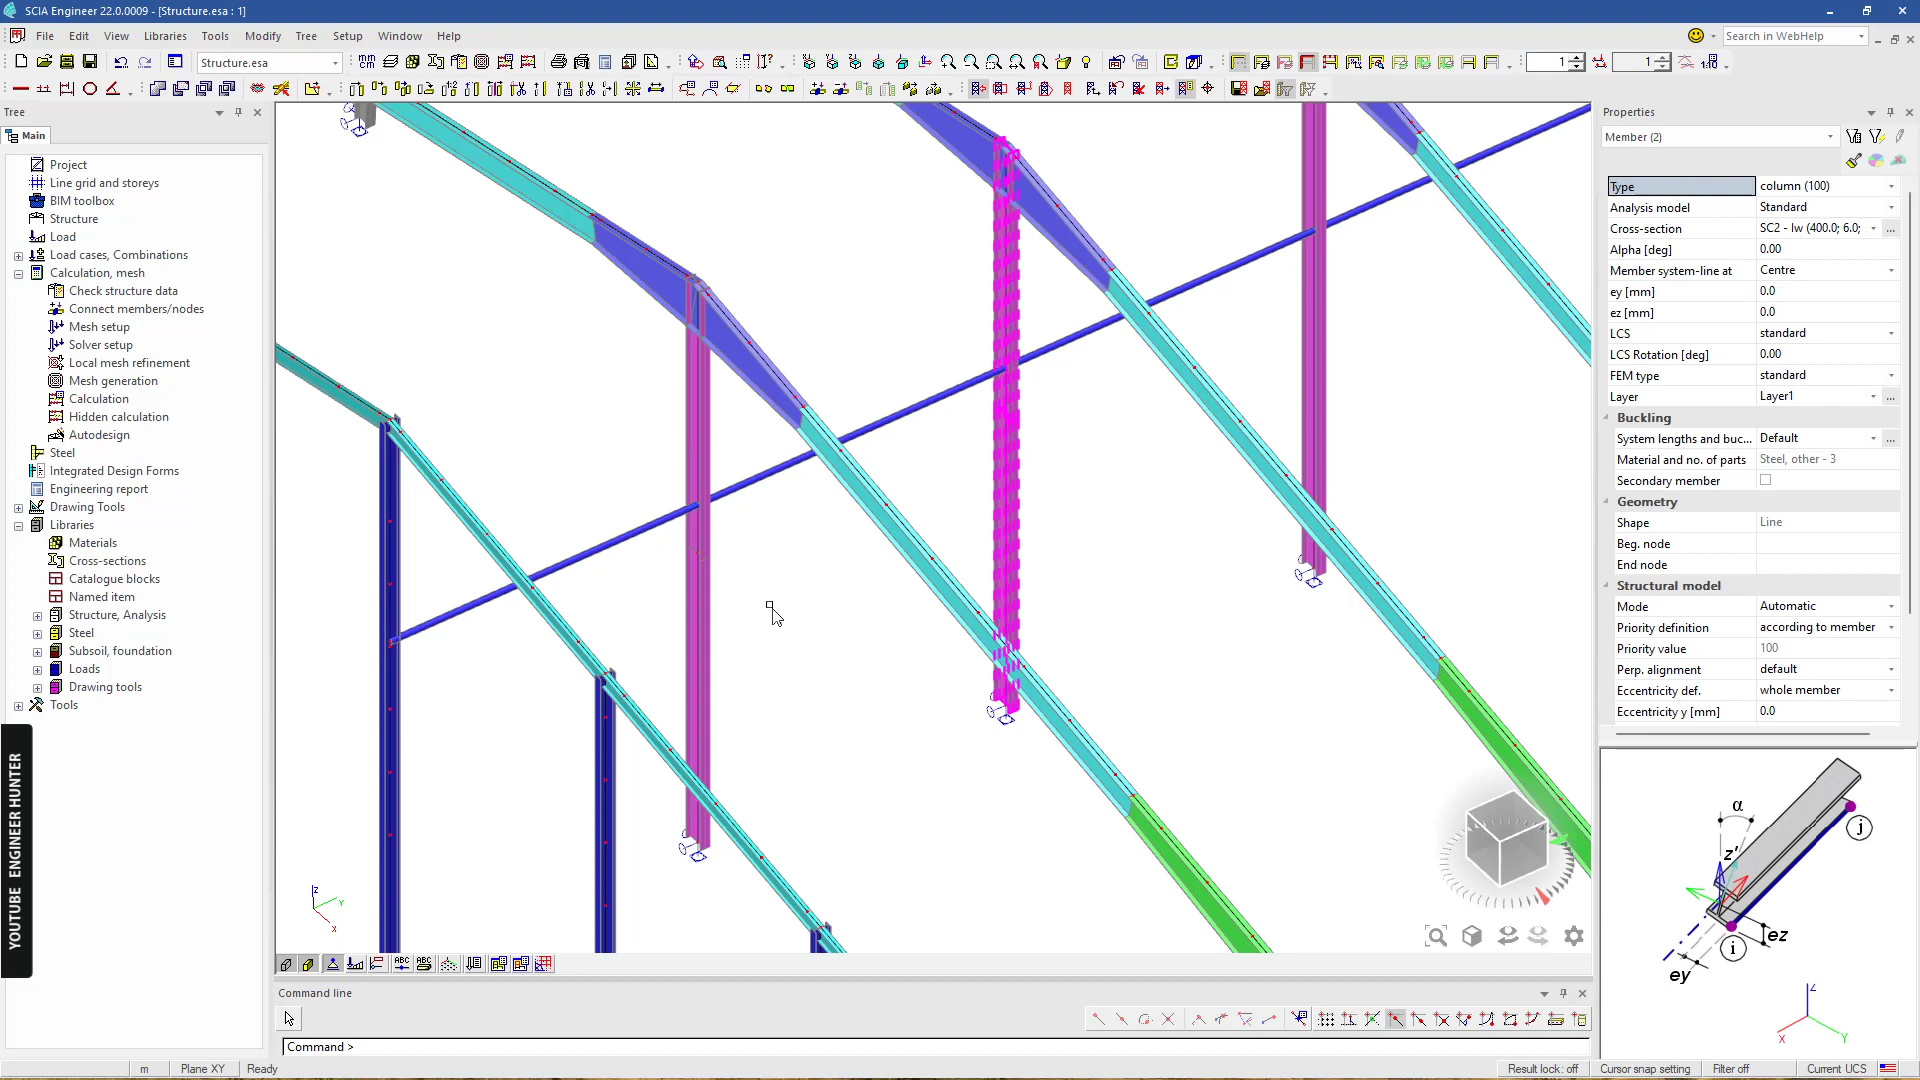 SCIA Engineer 22.0.0009 - [Structure.esa : 1]
File Edit View Libraries Tools Modify Tree Setup Window Help
Search in WebHelp
Structure.esa
1
1
Tree
Main
Project
Line grid and storeys
BIM toolbox
Structure
Load
Load cases, Combinations
Calculation, mesh
Check structure data
Connect members/nodes
Mesh setup
Solver setup
Local mesh refinement
Mesh generation
Calculation
Hidden calculation
Autodesign
Steel
Integrated Design Forms
Engineering report
Drawing Tools
Libraries
Materials
Cross-sections
Catalogue blocks
Named item
Structure, Analysis
Steel
Subsoil, foundation
Loads
Drawing tools
Tools
YOUTUBE ENGINEER HUNTER
Z
Y
X
Properties
Member (2)
Type column (100)
Analysis model Standard
Cross-section SC2 - Iw (400.0; 6.0;
Alpha [deg] 0.00
Member system-line at Centre
ey [mm] 0.0
ez [mm] 0.0
LCS standard
LCS Rotation [deg] 0.00
FEM type standard
Layer Layer1
Buckling
System lengths and buc... Default
Material and no. of parts Steel, other - 3
Secondary member
Geometry
Shape Line
Beg. node
End node
Structural model
Mode Automatic
Priority definition according to member
Priority value 100
Perp. alignment default
Eccentricity def. whole member
Eccentricity y [mm] 0.0
α
j
z'
ez
i
ey
Z
X
Y
Command line
Command >
m Plane XY Ready
Result lock: off Cursor snap setting Filter off Current UCS